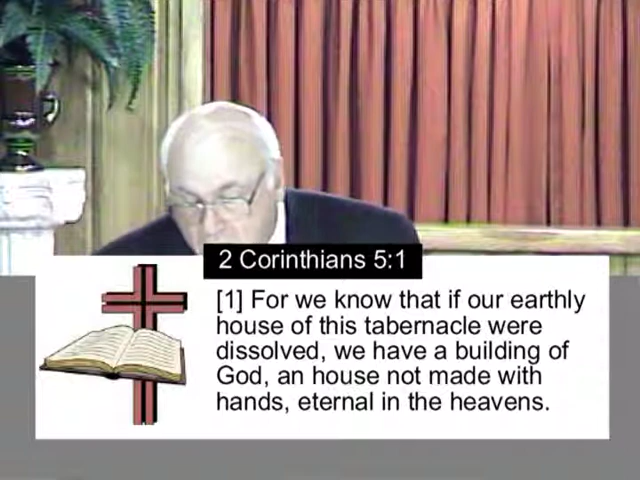 2 Corinthians 5:1
[1] For we know that if our earthly
house of this tabernacle were
dissolved, we have a building of
God, an house not made with
hands, eternal in the heavens.